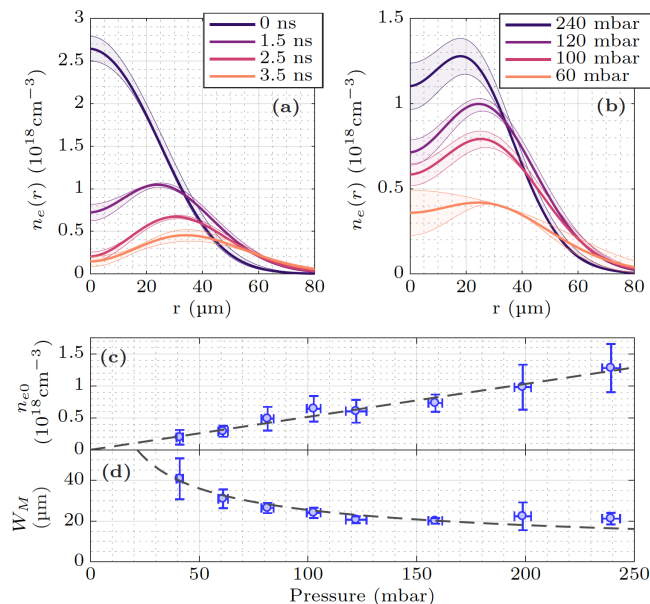 0 ns
1.5 ns
2.5 ns
3.5 ns
(a)
3
2.5
2
1.5
1
0.5
0
n_e(r) (10^18 cm^−3)
0 20 40 60 80
r (µm)
240 mbar
120 mbar
100 mbar
60 mbar
(b)
1.5
1
0.5
0
n_e(r) (10^18 cm^−3)
0 20 40 60 80
r (µm)
(c)
1.5
1
0.5
0
n_e0
(10^18 cm^−3)
(d)
40
20
0
W_M
(µm)
0 50 100 150 200 250
Pressure (mbar)